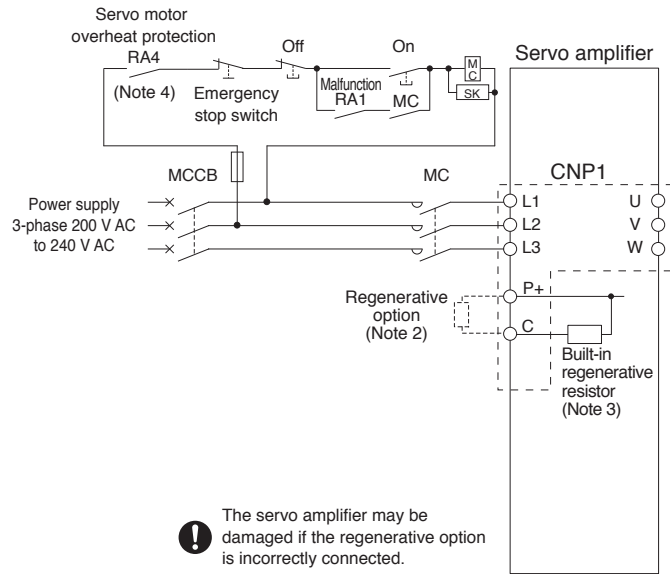 Servo motor
overheat protection
RA4
(Note 4)
Emergency
stop switch
Off
On
Malfunction
RA1
MC
M
C
SK
Servo amplifier
MCCB
MC
CNP1
Power supply
3-phase 200 V AC
to 240 V AC
L1
L2
L3
U
V
W
Regenerative
option
(Note 2)
P+
C
Built-in
regenerative
resistor
(Note 3)
The servo amplifier may be
damaged if the regenerative option
is incorrectly connected.